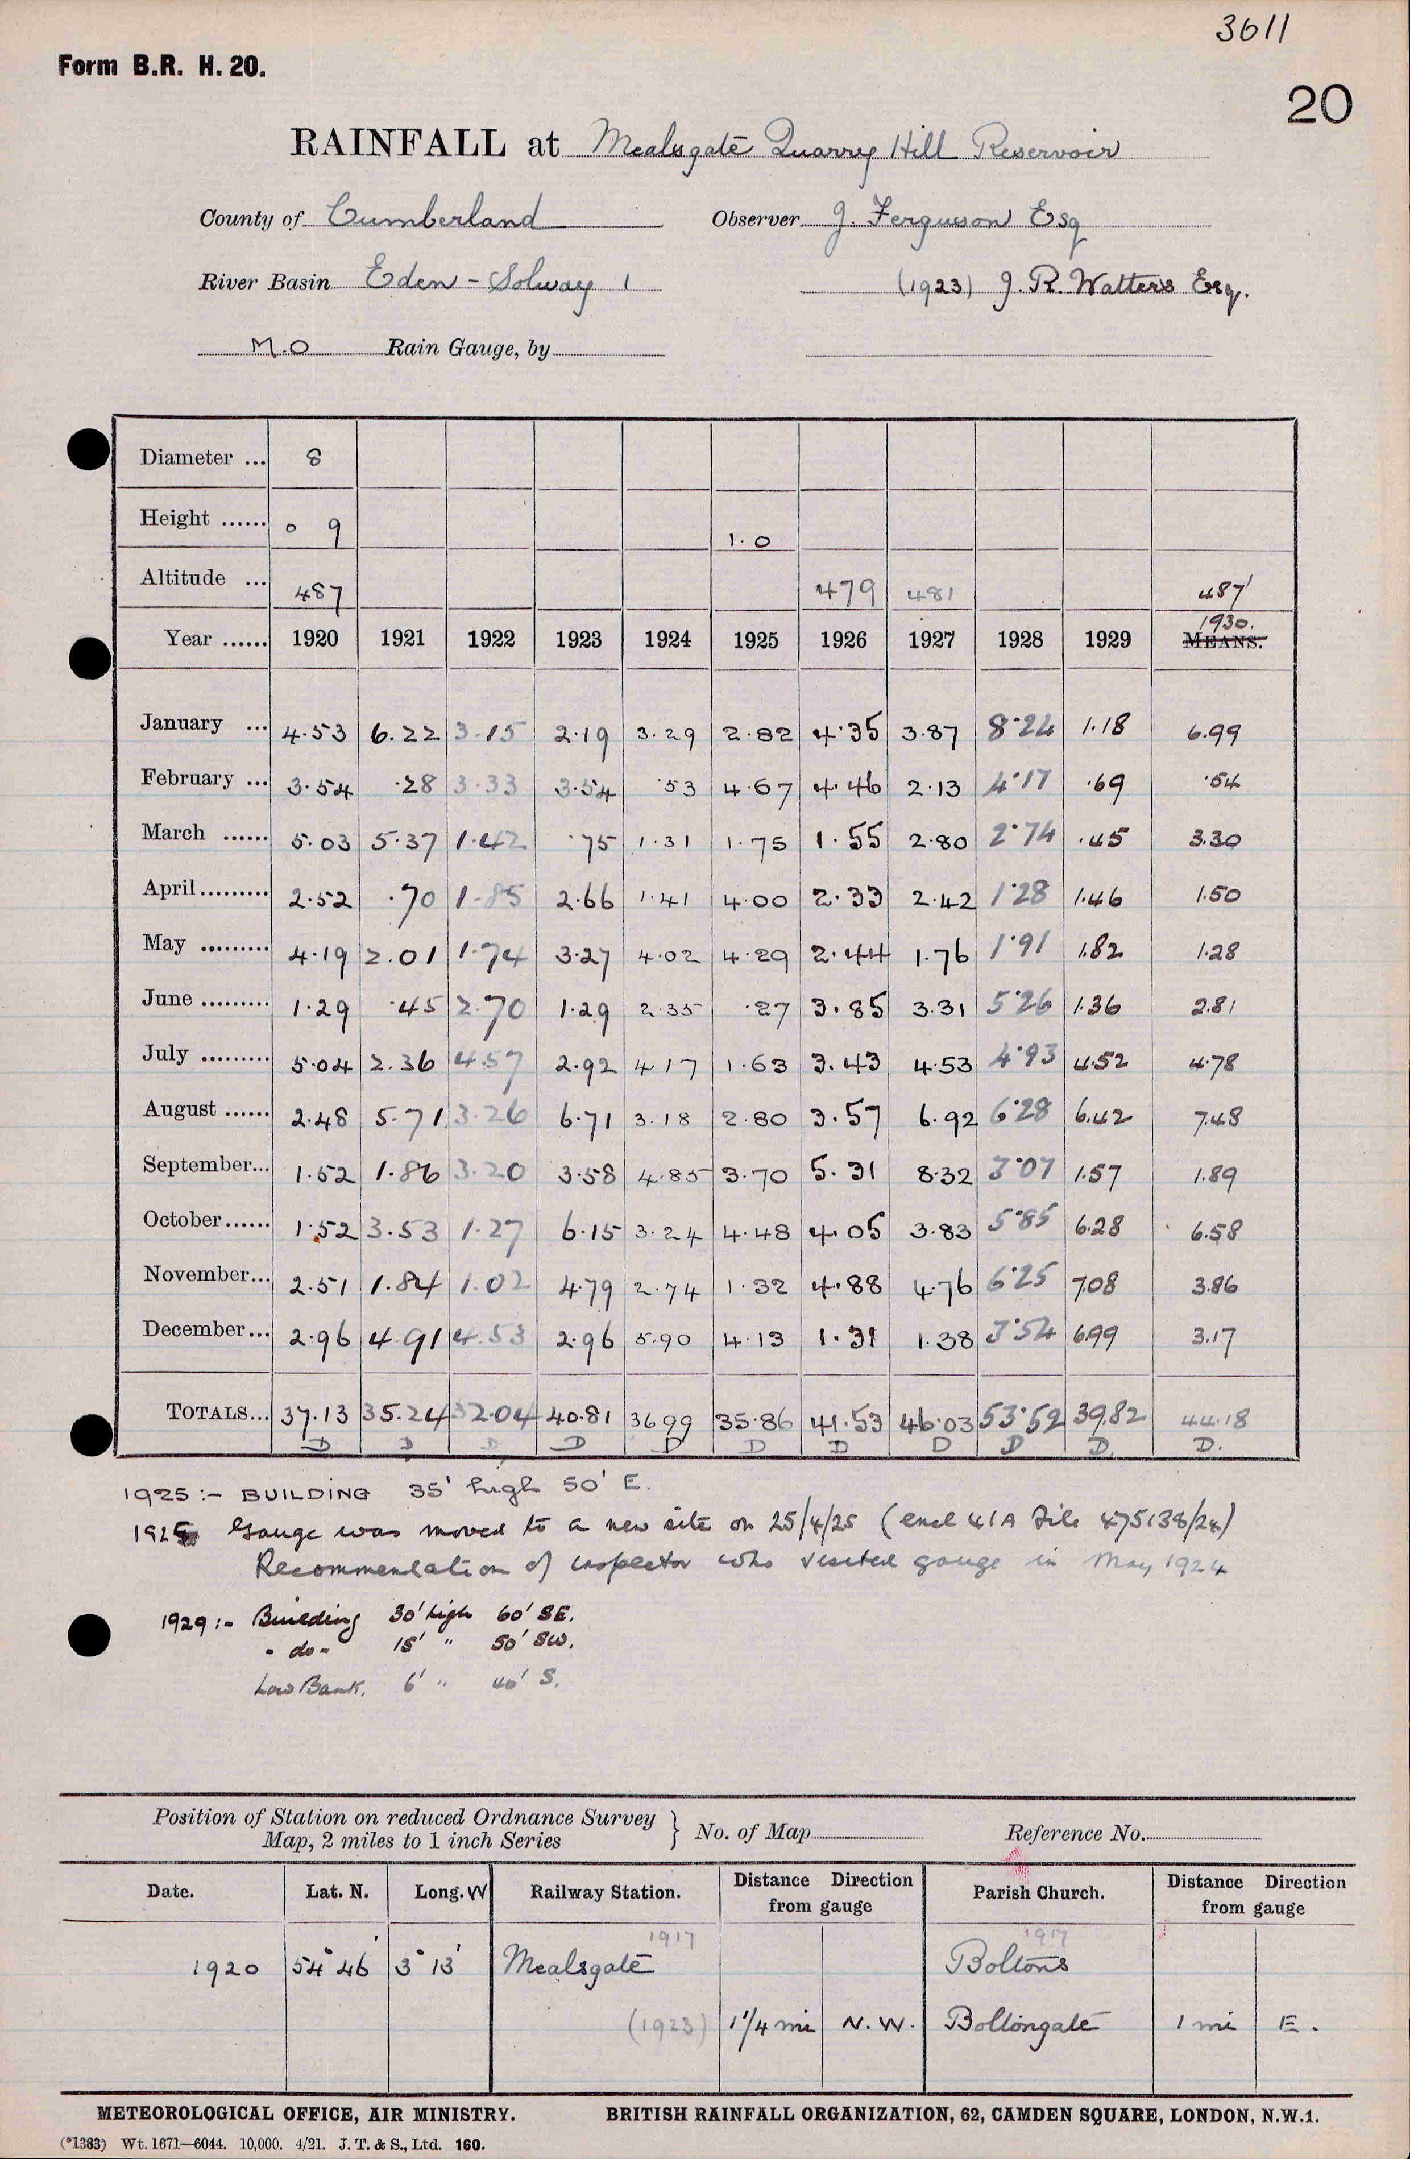 3611
Form B.R. H. 20.
20
RAINFALL at Mealsgate Quarry Hill Reservoir
County of Cumberland Observer J. Ferguson Esq
River Basin Eden - Solway 1 (1923) J. R. Walters Esq.
M.O Rain Gauge, by
Diameter ... 8
Height ...... 0 9 1.0
Altitude ... 487 479 481 487'
Year ...... 1920 1921 1922 1923 1924 1925 1926 1927 1928 1929 1930. MEANS.
January ... 4.53 6.22 3.15 2.19 3.29 2.82 4.35 3.87 8.24 1.18 6.99
February ... 3.54 .28 3.33 3.54 .53 4.67 4.46 2.13 4.17 .69 .54
March ...... 5.03 5.37 1.42 .75 1.31 1.75 1.55 2.80 2.74 .45 3.30
April ......... 2.52 .70 1.85 2.66 1.41 4.00 2.33 2.42 1.28 1.46 1.50
May ......... 4.19 2.01 1.74 3.27 4.02 4.29 2.44 1.76 1.91 1.82 1.28
June ......... 1.29 .45 2.70 1.29 2.35 .27 3.85 3.31 5.26 1.36 2.81
July ......... 5.04 2.36 4.57 2.92 4.17 1.63 3.43 4.53 4.93 4.52 4.78
August ...... 2.48 5.71 3.26 6.71 3.18 2.80 3.57 6.92 6.28 6.42 7.48
September... 1.52 1.86 3.20 3.58 4.85 3.70 5.31 8.32 3.07 1.57 1.89
October...... 1.52 3.53 1.27 6.15 3.24 4.48 4.05 3.83 5.85 6.28 6.58
November... 2.51 1.84 1.02 4.79 2.74 1.32 4.88 4.76 6.25 7.08 3.86
December... 2.96 4.91 4.53 2.96 5.90 4.13 1.31 1.38 3.54 6.99 3.17
TOTALS... 37.13 35.24 32.04 40.81 36.99 35.86 41.53 46.03 53.52 39.82 44.18
D D D D D D D D D D. D.
1925 :- BUILDING 35' high 50' E.
1925 Gauge was moved to a new site on 25/4/25 (encl 41A File 475138/24)
Recommendation of inspector who visited gauge in May 1924
1929 :- Building 30' high 60' SE.
- do - 15' " 50' SW.
Low Bank. 6' " 40' S.
Position of Station on reduced Ordnance Survey Map, 2 miles to 1 inch Series } No. of Map Reference No.
Date. Lat. N. Long. W Railway Station. Distance Direction from gauge Parish Church. Distance Direction from gauge
1917 1917
1920 54° 46' 3° 13' Mealsgate Boltons
(1923) 1 1/4 mi N.W. Boltongate 1 mi E.
METEOROLOGICAL OFFICE, AIR MINISTRY. BRITISH RAINFALL ORGANIZATION, 62, CAMDEN SQUARE, LONDON, N.W.1.
(*1383) Wt. 1671—6044. 10,000. 4/21. J. T. & S., Ltd. 160.